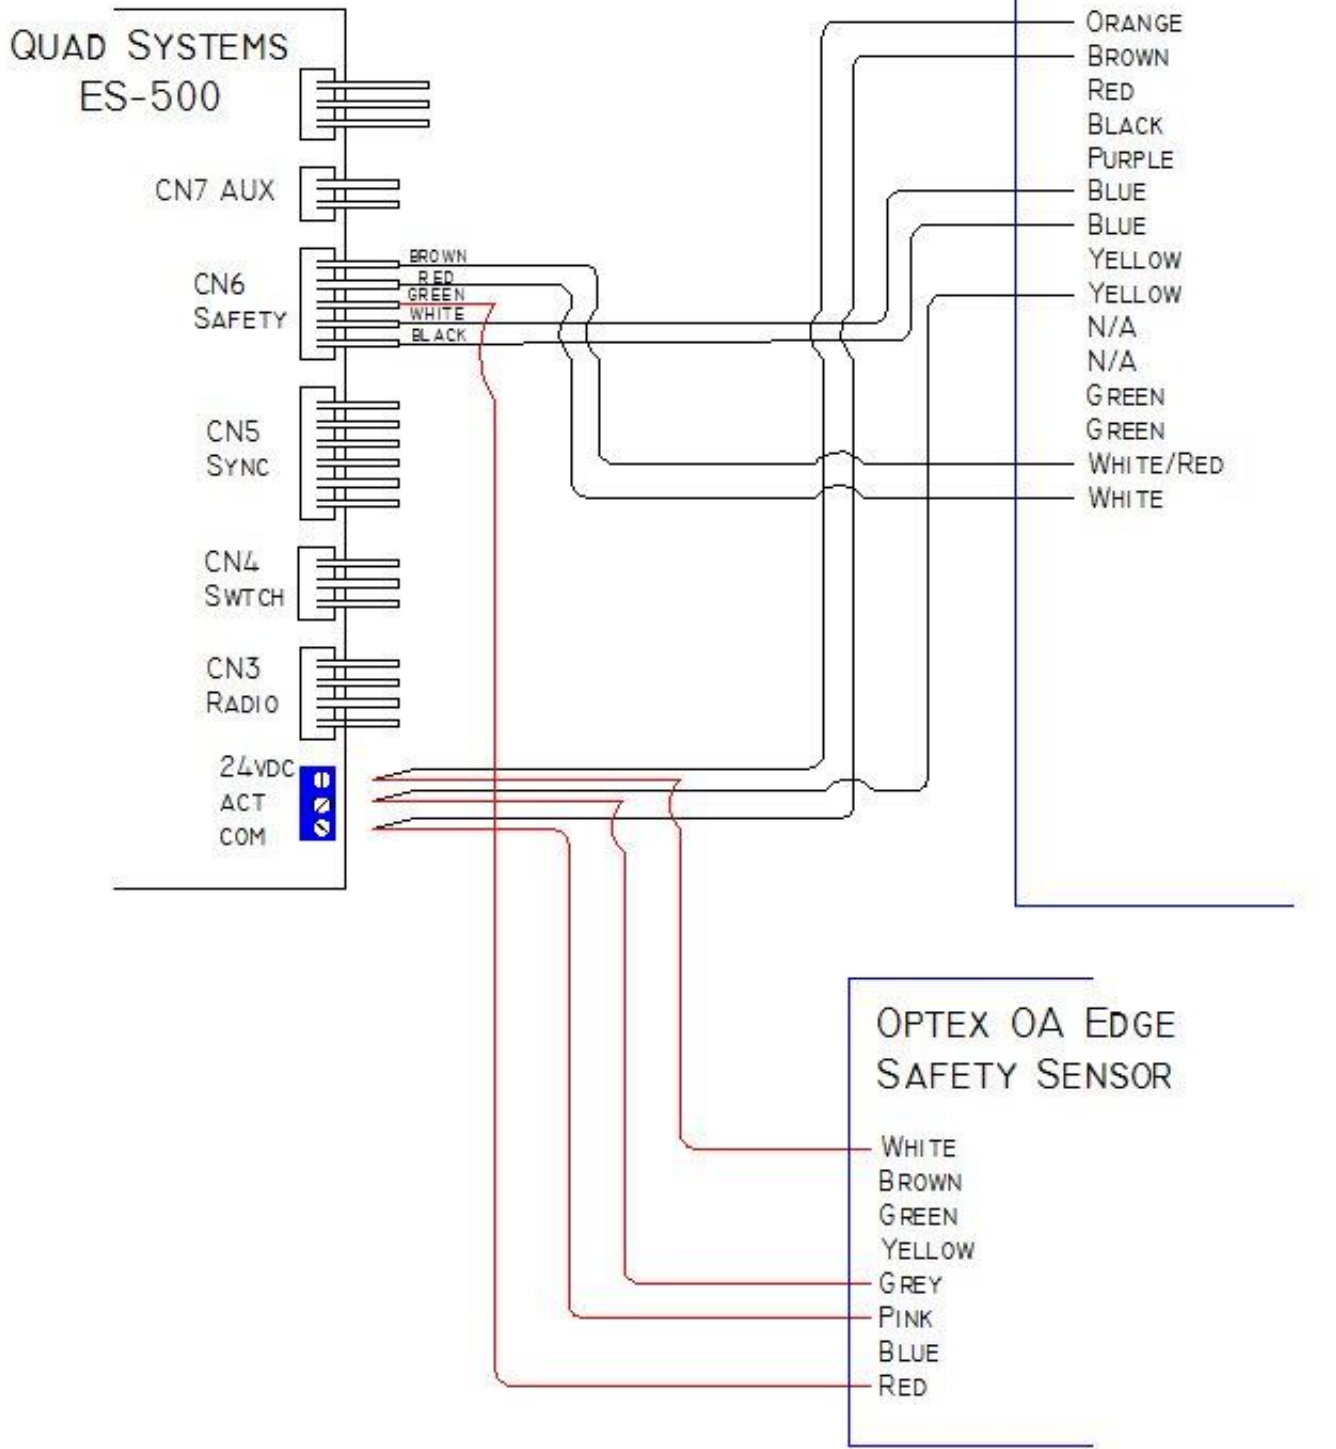 QUAD SYSTEMS
ES-500
CN7 AUX
CN6
SAFETY
BROWN
RED
GREEN
WHITE
BLACK
CN5
SYNC
CN4
SWTCH
CN3
RADIO
24VDC
ACT
COM
ORANGE
BROWN
RED
BLACK
PURPLE
BLUE
BLUE
YELLOW
YELLOW
N/A
N/A
GREEN
GREEN
WHITE/RED
WHITE
OPTEX OA EDGE
SAFETY SENSOR
WHITE
BROWN
GREEN
YELLOW
GREY
PINK
BLUE
RED